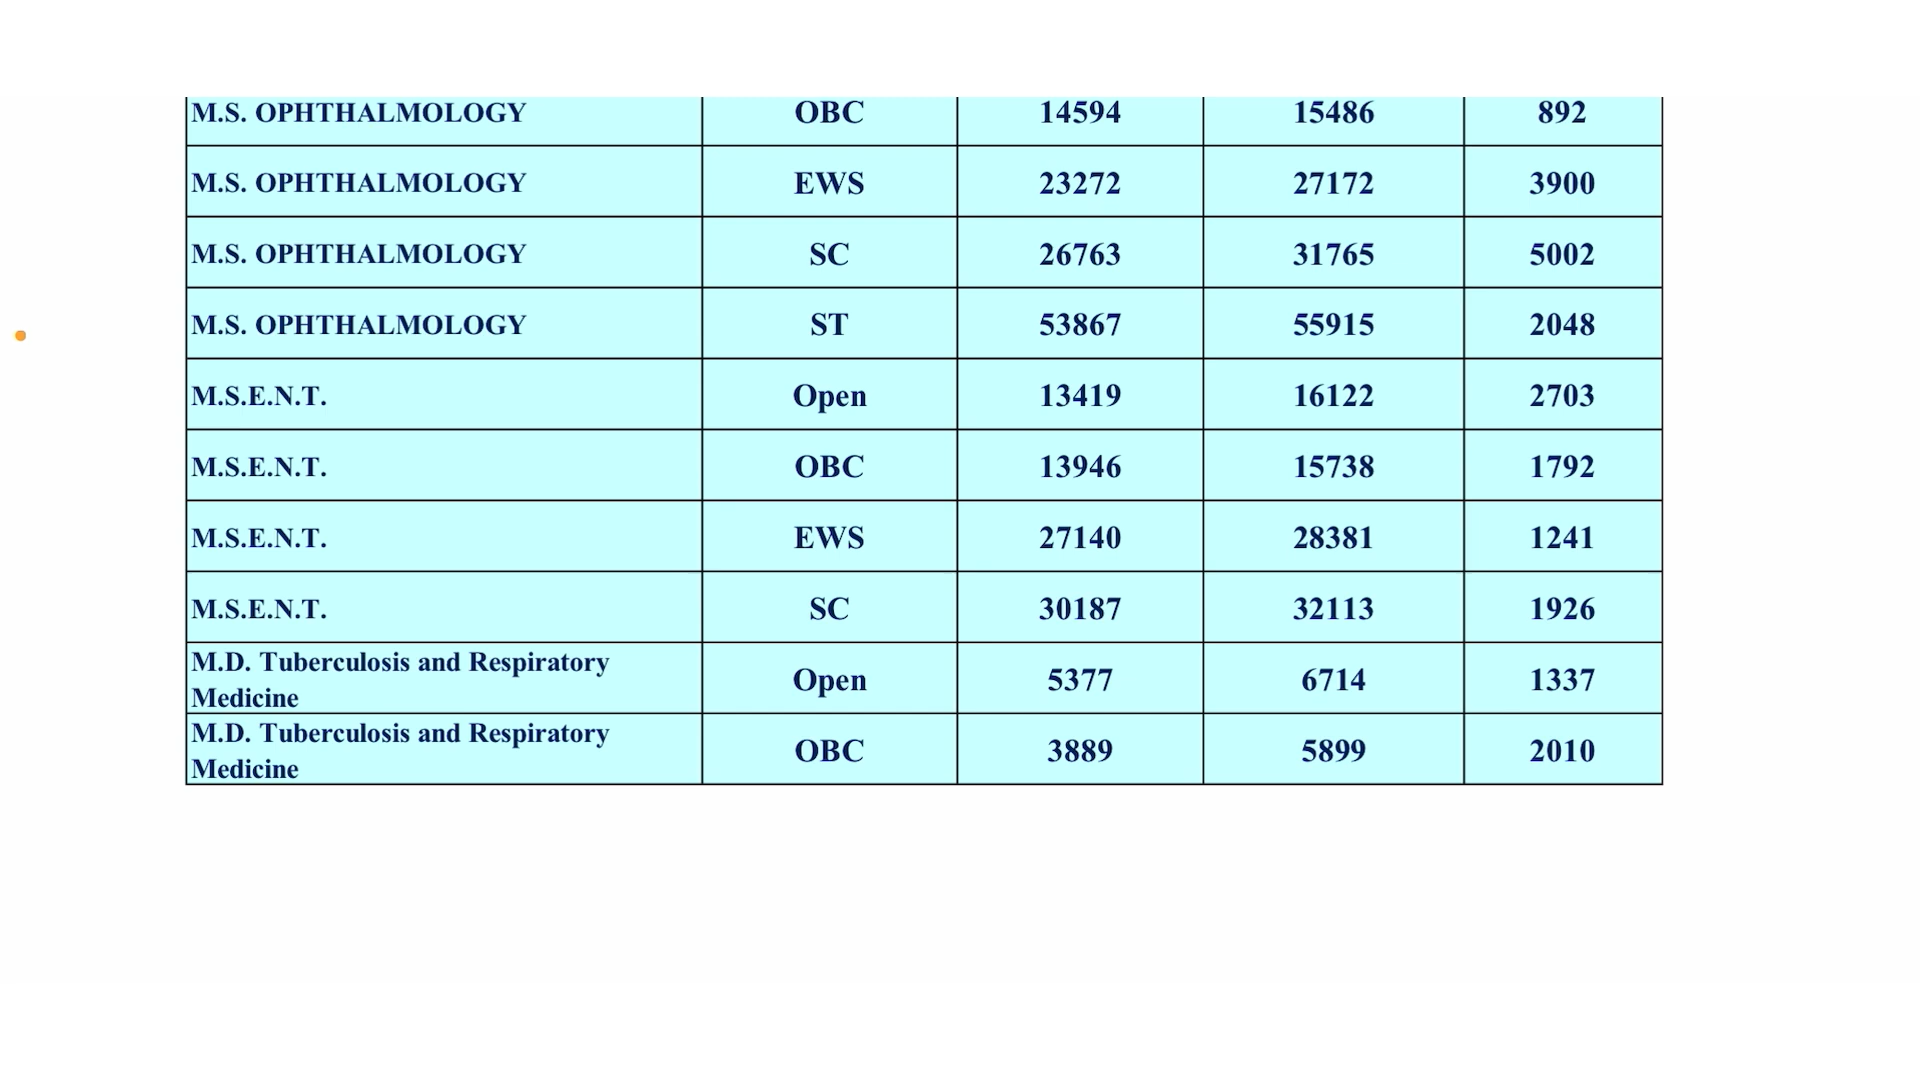 M.S. OPHTHALMOLOGY OBC 14594 15486 892
M.S. OPHTHALMOLOGY EWS 23272 27172 3900
M.S. OPHTHALMOLOGY SC 26763 31765 5002
M.S. OPHTHALMOLOGY ST 53867 55915 2048
M.S.E.N.T. Open 13419 16122 2703
M.S.E.N.T. OBC 13946 15738 1792
M.S.E.N.T. EWS 27140 28381 1241
M.S.E.N.T. SC 30187 32113 1926
M.D. Tuberculosis and Respiratory
Medicine Open 5377 6714 1337
M.D. Tuberculosis and Respiratory
Medicine OBC 3889 5899 2010